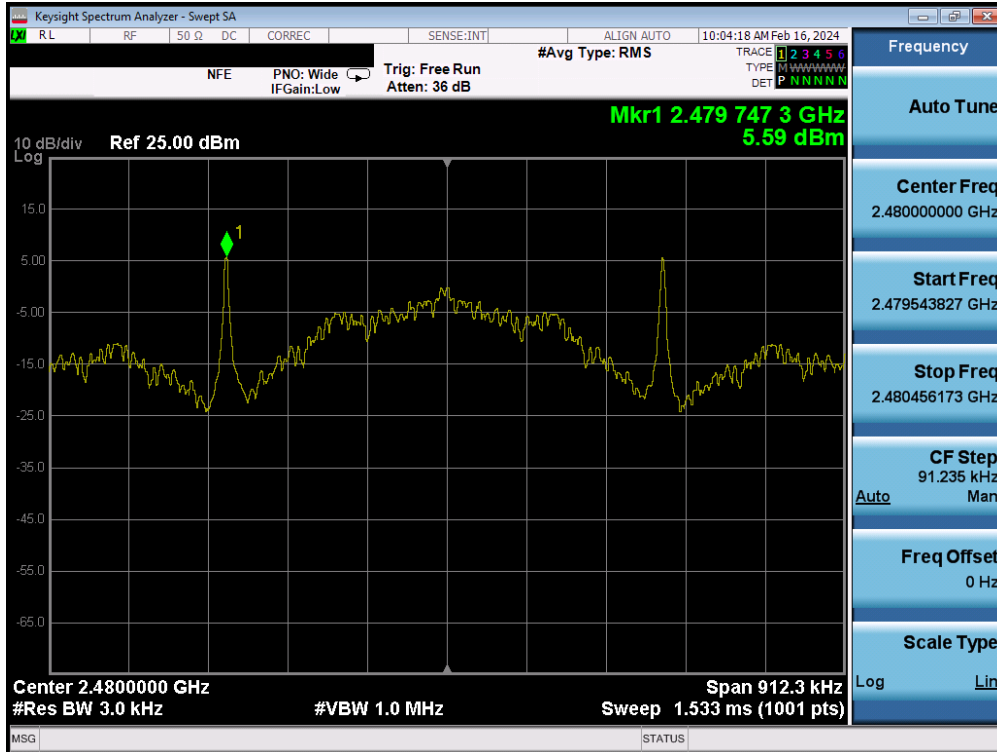 Keysight Spectrum Analyzer - Swept SA
LXI RL RF 50 Ω DC CORREC SENSE:INT ALIGN AUTO 10:04:18 AM Feb 16, 2024
NFE PNO: Wide Trig: Free Run #Avg Type: RMS TRACE 1 2 3 4 5 6
IFGain:Low Atten: 36 dB TYPE M W W W W W
DET P N N N N N
Mkr1 2.479 747 3 GHz
5.59 dBm
10 dB/div Ref 25.00 dBm
Log
1
15.0
5.00
-5.00
-15.0
-25.0
-35.0
-45.0
-55.0
-65.0
Center 2.4800000 GHz Span 912.3 kHz
#Res BW 3.0 kHz #VBW 1.0 MHz Sweep 1.533 ms (1001 pts)
MSG STATUS
Frequency
Auto Tune
Center Freq
2.480000000 GHz
Start Freq
2.479543827 GHz
Stop Freq
2.480456173 GHz
CF Step
91.235 kHz
Auto Man
Freq Offset
0 Hz
Scale Type
Log Lin